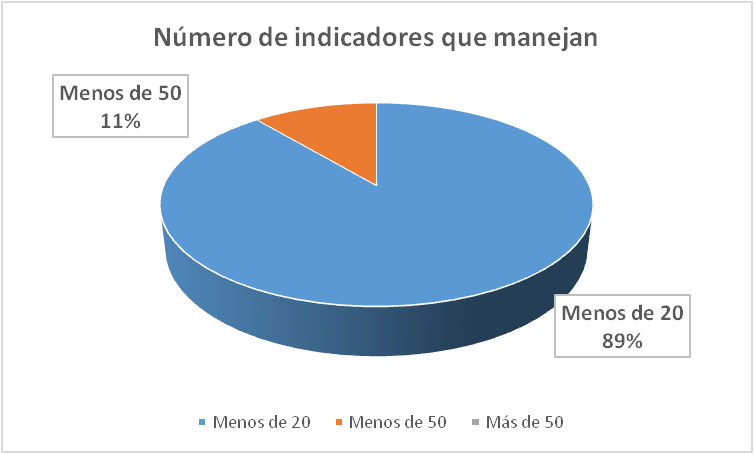 Número de indicadores que manejan
Menos de 50
11%
Menos de 20
89%
Menos de 20 Menos de 50 Más de 50